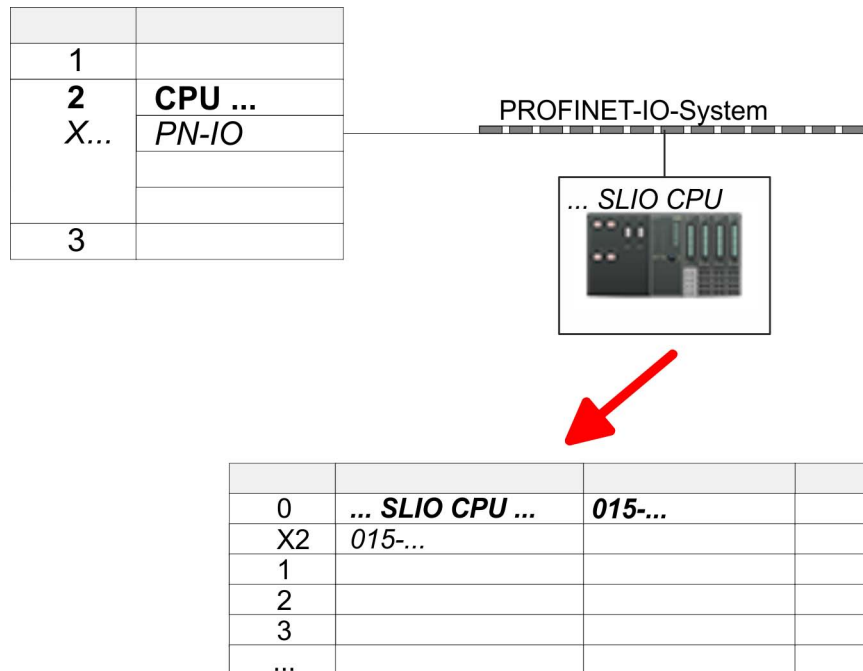 1
2 CPU ...
X... PN-IO
3
PROFINET-IO-System
... SLIO CPU
0 ... SLIO CPU ... 015-...
X2 015-...
1
2
3
...